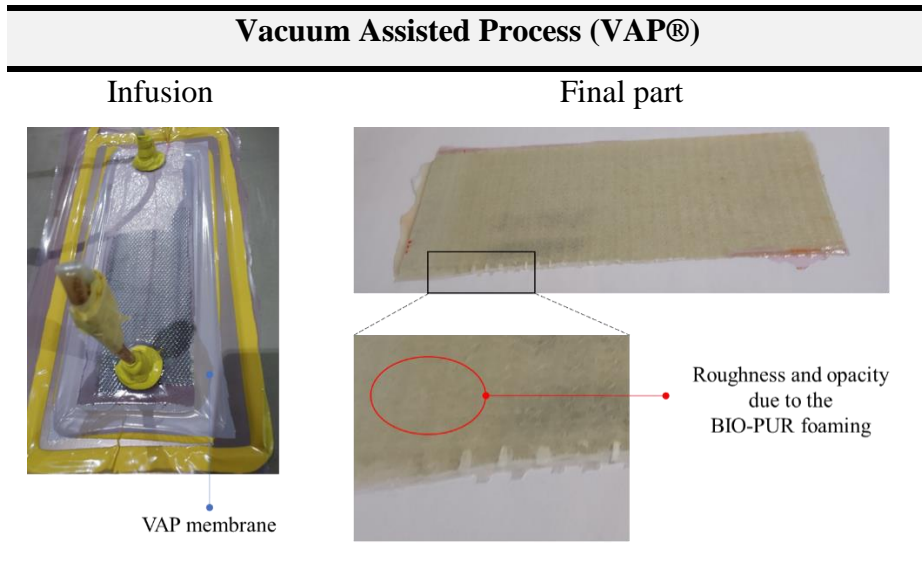 Vacuum Assisted Process (VAP®)
Infusion
Final part
VAP membrane
Roughness and opacity
due to the
BIO-PUR foaming